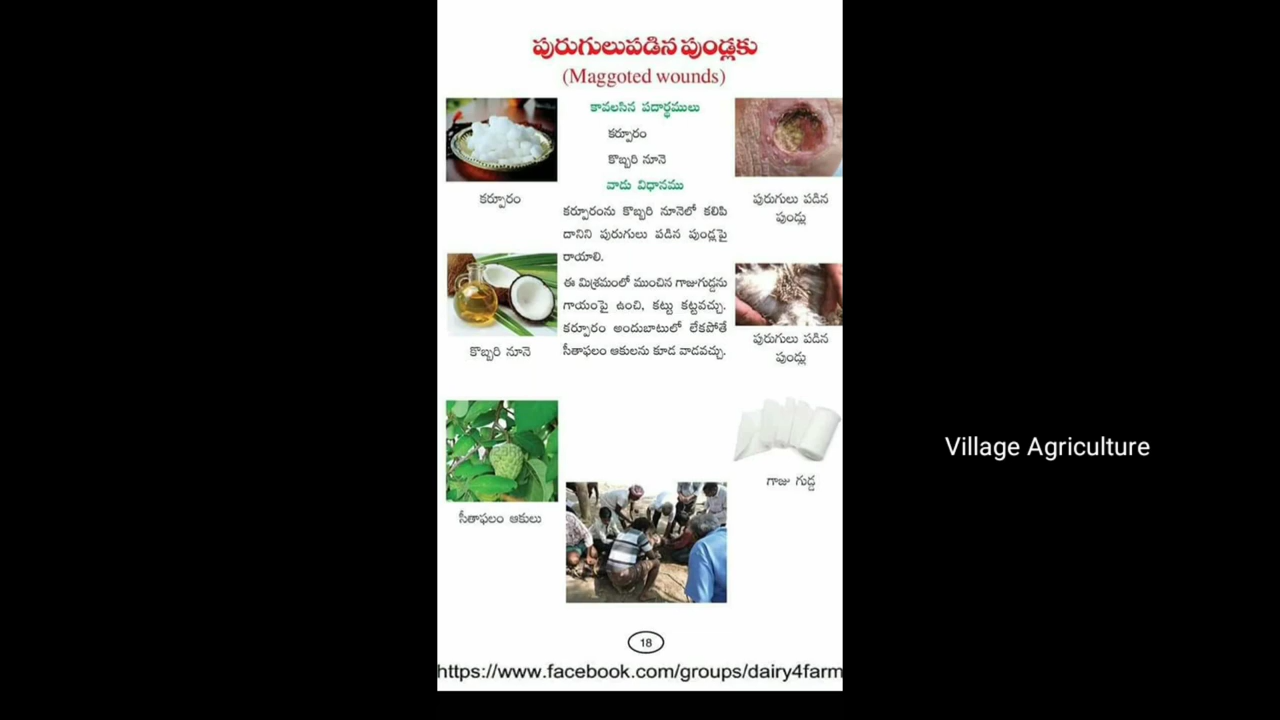 పురుగులుపడిన పుండ్లకు
(Maggoted wounds)
కావలసిన పదార్థములు
కర్పూరం
కొబ్బరి నూనె
వాడు విధానము
కర్పూరంను కొబ్బరి నూనెలో కలిపి
దానిని పురుగులు పడిన పుండ్లపై
రాయాలి.
ఈ మిశ్రమంలో ముంచిన గాజుగుడ్డను
గాయంపై ఉంచి, కట్టు కట్టవచ్చు.
కర్పూరం అందుబాటులో లేకపోతే
సీతాఫలం ఆకులను కూడ వాడవచ్చు.
కర్పూరం
కొబ్బరి నూనె
సీతాఫలం ఆకులు
పురుగులు పడిన
పుండ్లు
పురుగులు పడిన
పుండ్లు
గాజు గుడ్డ
Village Agriculture
18
https://www.facebook.com/groups/dairy4farm